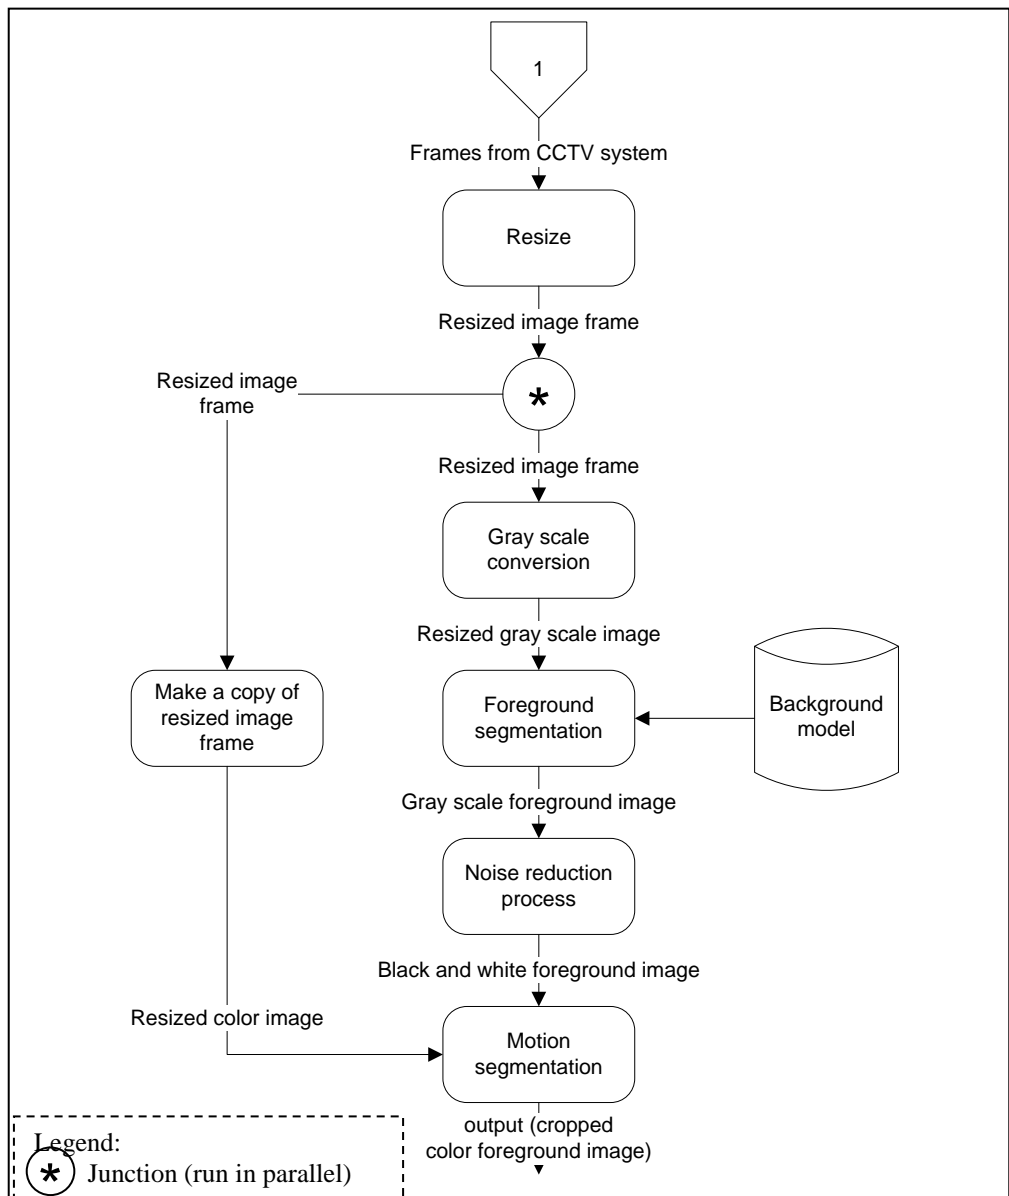 1
Frames from CCTV system
Resize
Resized image frame
Resized image
frame
*
Resized image frame
Gray scale
conversion
Resized gray scale image
Make a copy of
resized image
frame
Foreground
segmentation
Background
model
Gray scale foreground image
Noise reduction
process
Black and white foreground image
Resized color image
Motion
segmentation
output (cropped
color foreground image)
Legend:
* Junction (run in parallel)